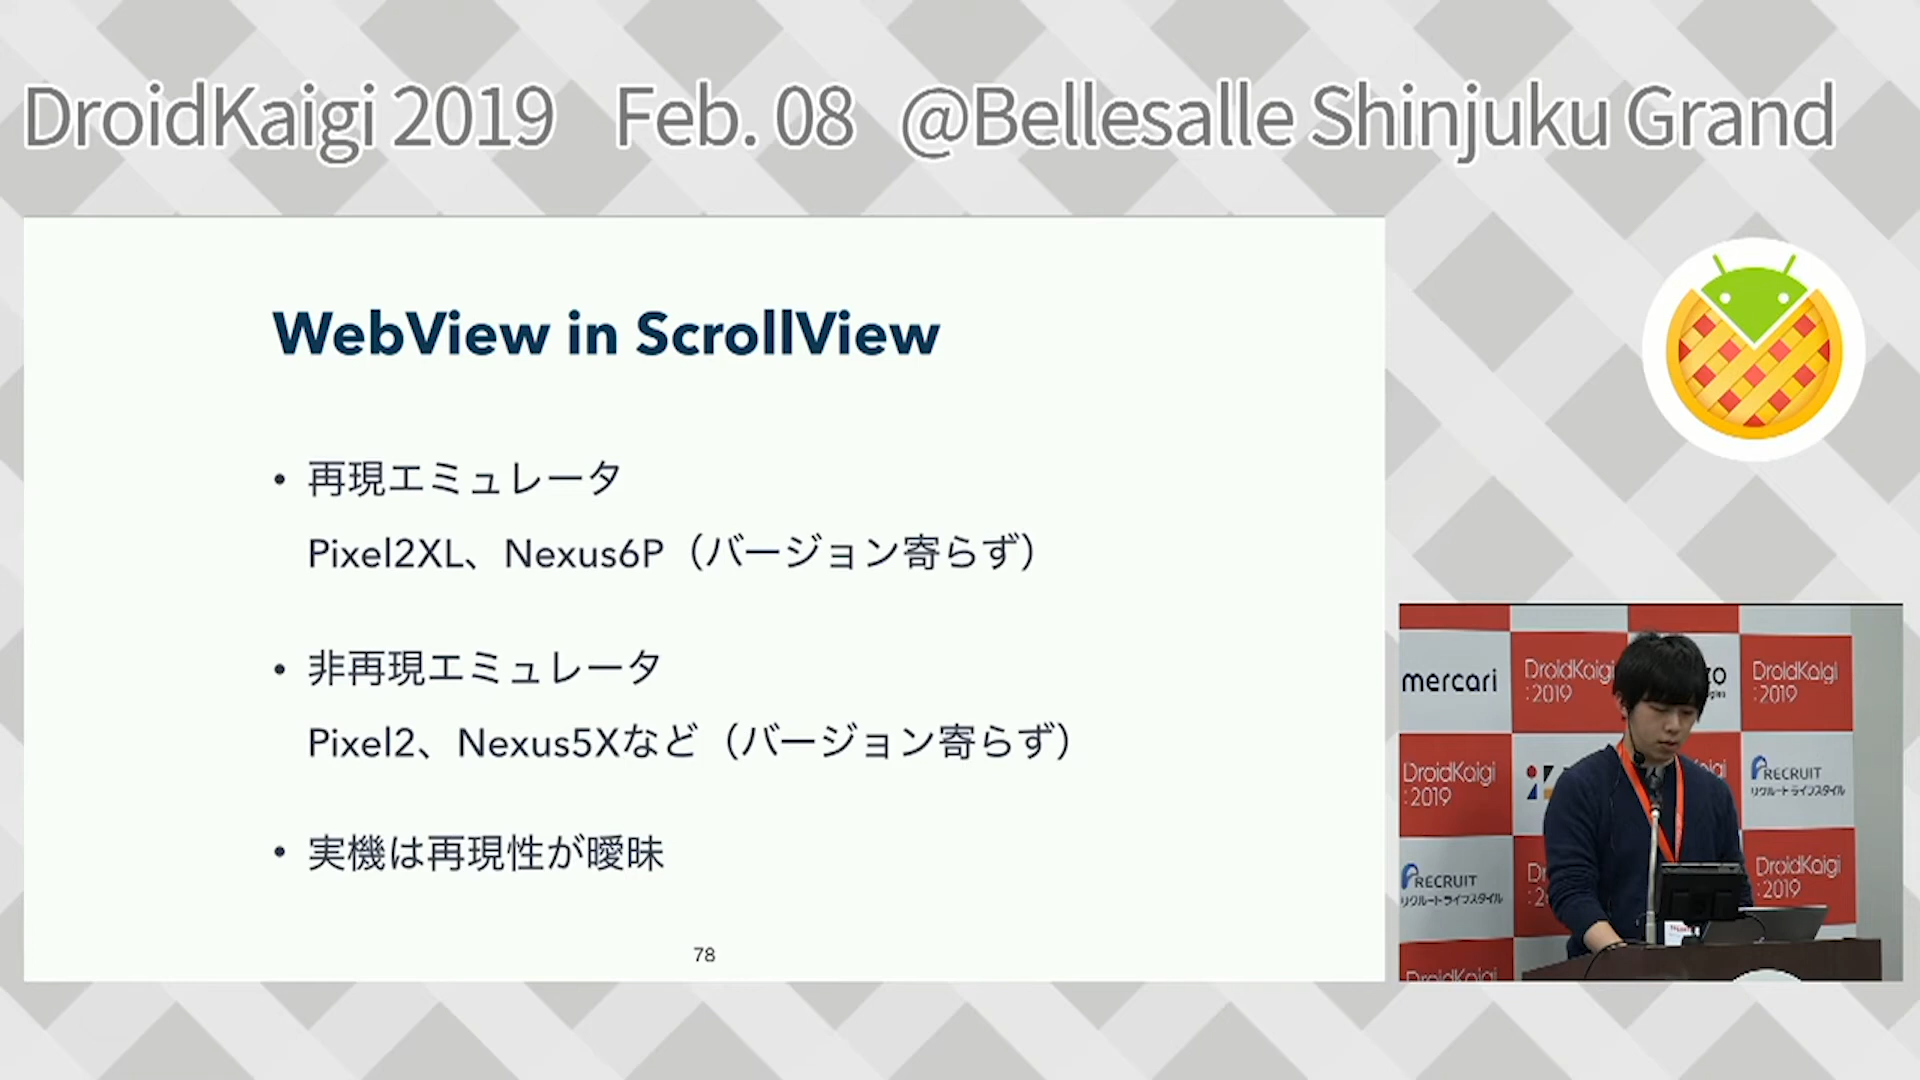 DroidKaigi 2019 Feb. 08 @Bellesalle Shinjuku Grand
WebView in ScrollView
• 再現エミュレータ
Pixel2XL、Nexus6P（バージョン寄らず）
• 非再現エミュレータ
Pixel2、Nexus5Xなど（バージョン寄らず）
• 実機は再現性が曖昧
78
mercari
DroidKaigi
:2019
DroidKaigi
:2019
DroidKaigi
:2019
RECRUIT
リクルートライフスタイル
RECRUIT
リクルートライフスタイル
DroidKaigi
:2019
DroidKaigi